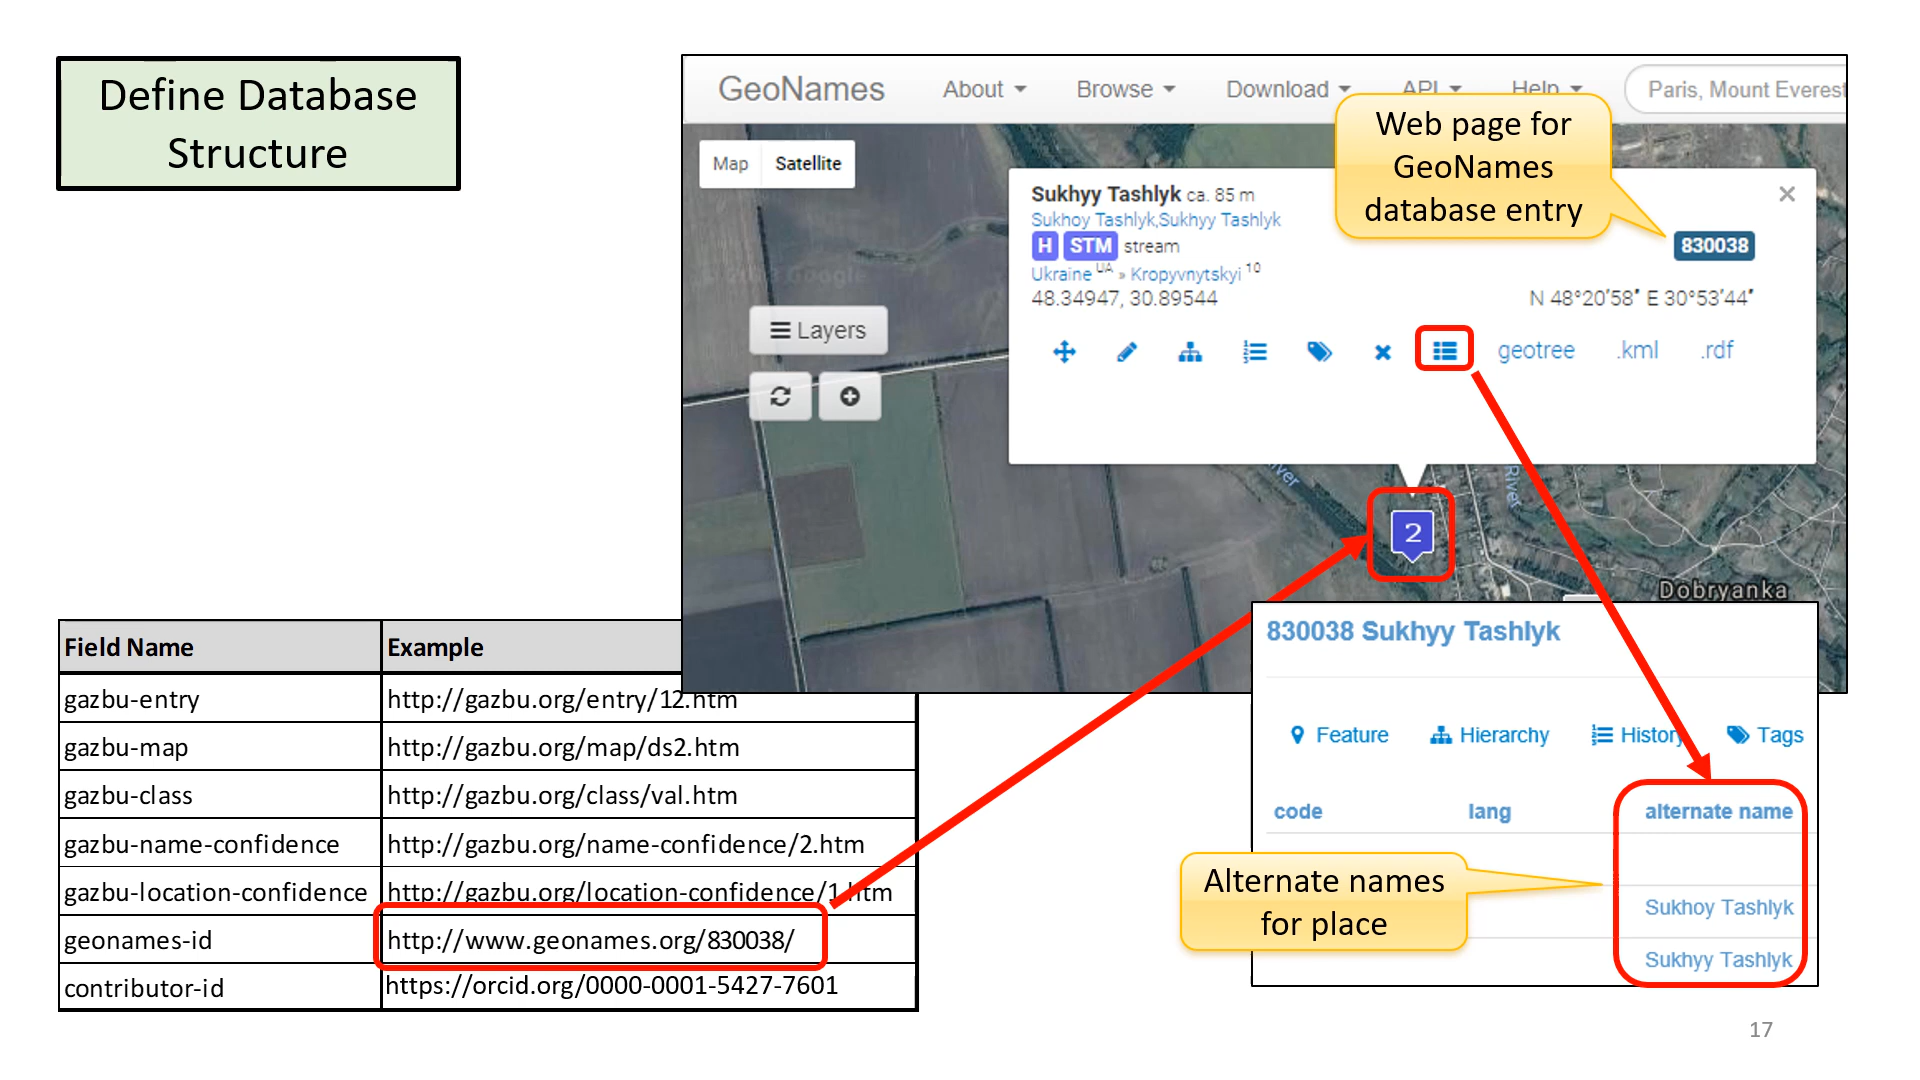 Define Database
Structure
GeoNames About Browse Download API Help Paris, Mount Everest
Map Satellite
Web page for
GeoNames
database entry
Sukhyy Tashlyk ca. 85 m
Sukhoy Tashlyk,Sukhyy Tashlyk
H STM stream
830038
Ukraine UA » Kropyvnytskyi 10
48.34947, 30.89544 N 48°20'58" E 30°53'44"
Google
Layers
geotree .kml .rdf
River
River
2
Dobryanka
Field Name Example
gazbu-entry http://gazbu.org/entry/12.htm
gazbu-map http://gazbu.org/map/ds2.htm
gazbu-class http://gazbu.org/class/val.htm
gazbu-name-confidence http://gazbu.org/name-confidence/2.htm
gazbu-location-confidence http://gazbu.org/location-confidence/1.htm
geonames-id http://www.geonames.org/830038/
contributor-id https://orcid.org/0000-0001-5427-7601
830038 Sukhyy Tashlyk
Feature Hierarchy History Tags
code lang alternate name
Alternate names
for place
Sukhoy Tashlyk
Sukhyy Tashlyk
17